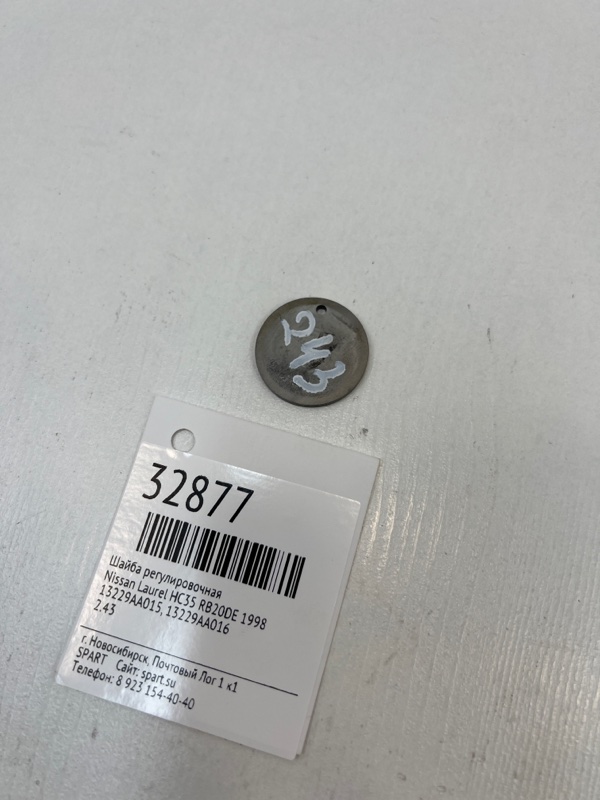 243
32877
Шайба регулировочная
Nissan Laurel HC35 RB20DE 1998
13229AA015, 13229AA016
2.43
г. Новосибирск, Почтовый Лог 1 к1
SPART Сайт: spart.su
Телефон: 8 923 154-40-40